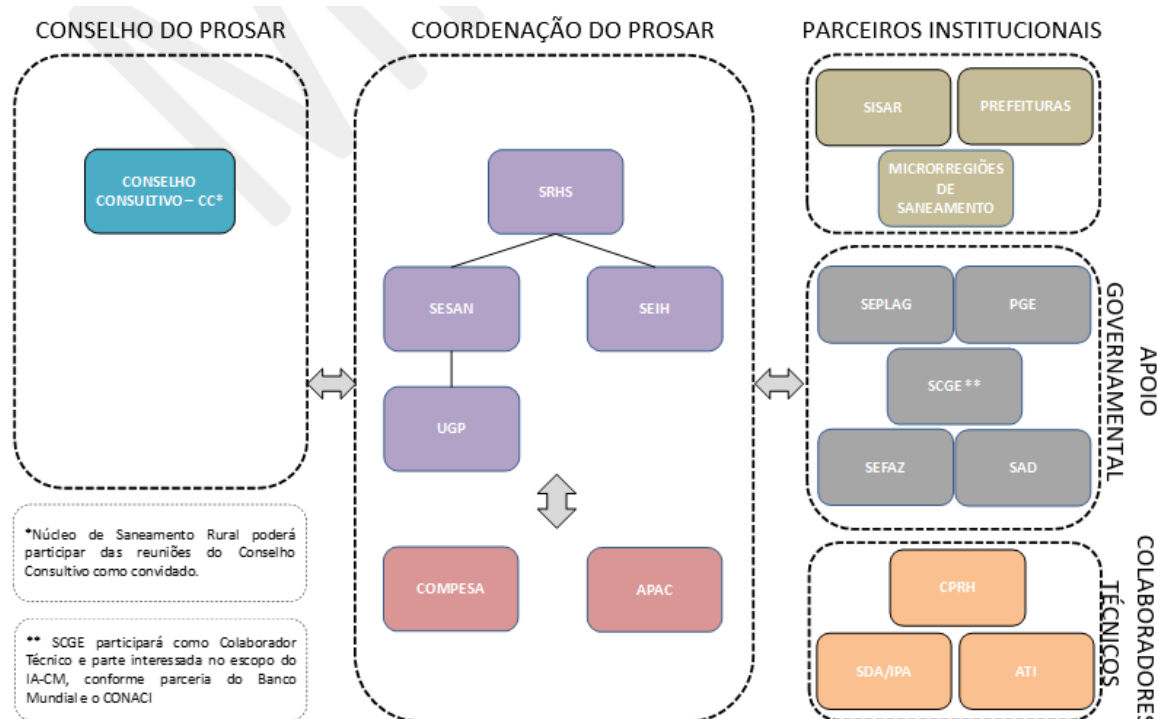 CONSELHO DO PROSAR
CONSELHO
CONSULTIVO – CC*
*Núcleo de Saneamento Rural poderá
participar das reuniões do Conselho
Consultivo como convidado.
** SCGE participará como Colaborador
Técnico e parte interessada no escopo do
IA-CM, conforme parceria do Banco
Mundial e o CONACI
COORDENAÇÃO DO PROSAR
SRHS
SESAN
SEIH
UGP
COMPESA
APAC
PARCEIROS INSTITUCIONAIS
SISAR
PREFEITURAS
MICRORREGIÕES
DE
SANEAMENTO
APOIO
GOVERNAMENTAL
SEPLAG
PGE
SCGE **
SEFAZ
SAD
COLABORADORES
TÉCNICOS
CPRH
SDA/IPA
ATI